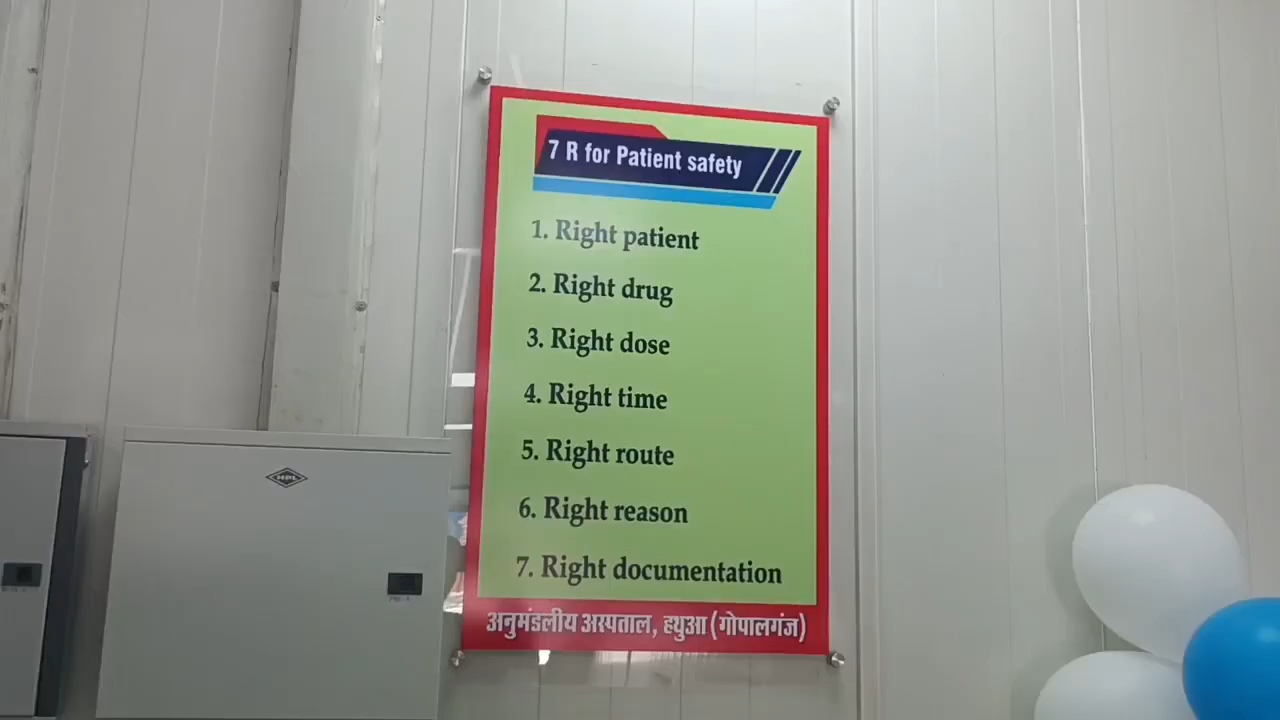 7 R for Patient safety
1. Right patient
2. Right drug
3. Right dose
4. Right time
5. Right route
6. Right reason
7. Right documentation
अनुमंडलीय अस्पताल, हथुआ (गोपालगंज)
HPL